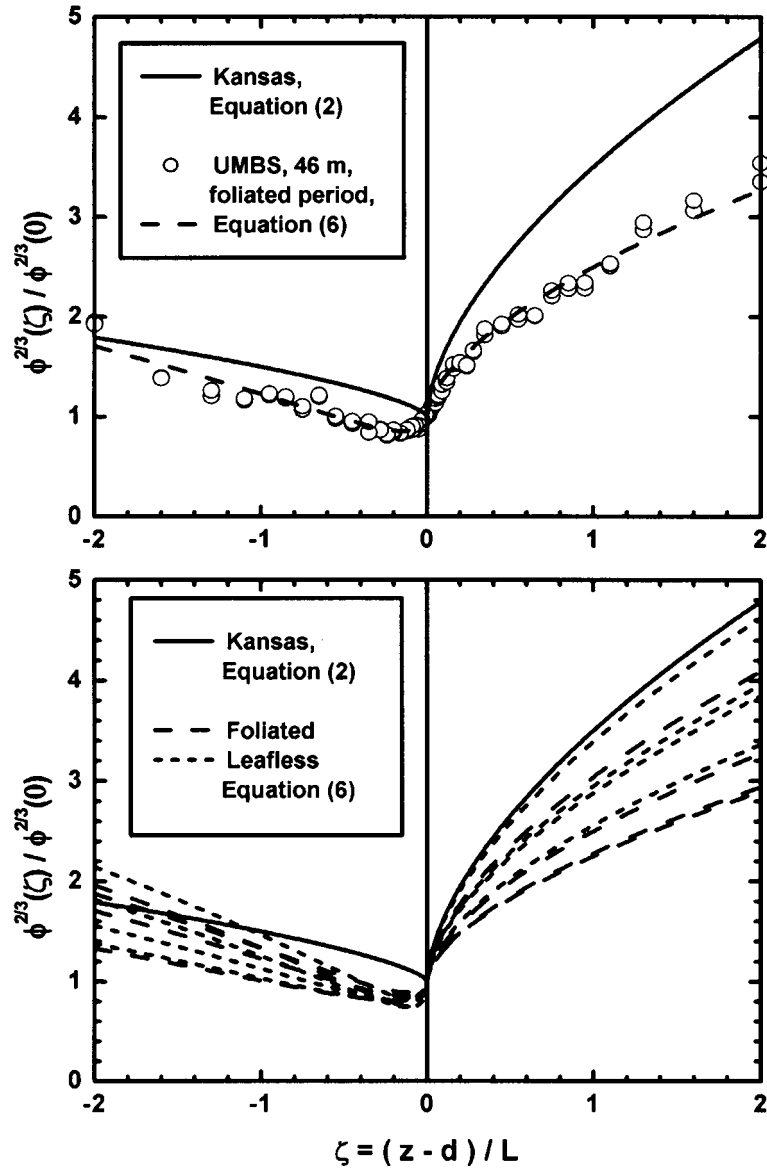 5
4
3
2
1
0
ϕ^2/3(ζ) / ϕ^2/3(0)
Kansas,
Equation (2)
UMBS, 46 m,
foliated period,
Equation (6)
-2
-1
0
1
2
5
4
3
2
1
0
ϕ^2/3(ζ) / ϕ^2/3(0)
Kansas,
Equation (2)
Foliated
Leafless
Equation (6)
-2
-1
0
1
2
ζ = ( z - d ) / L